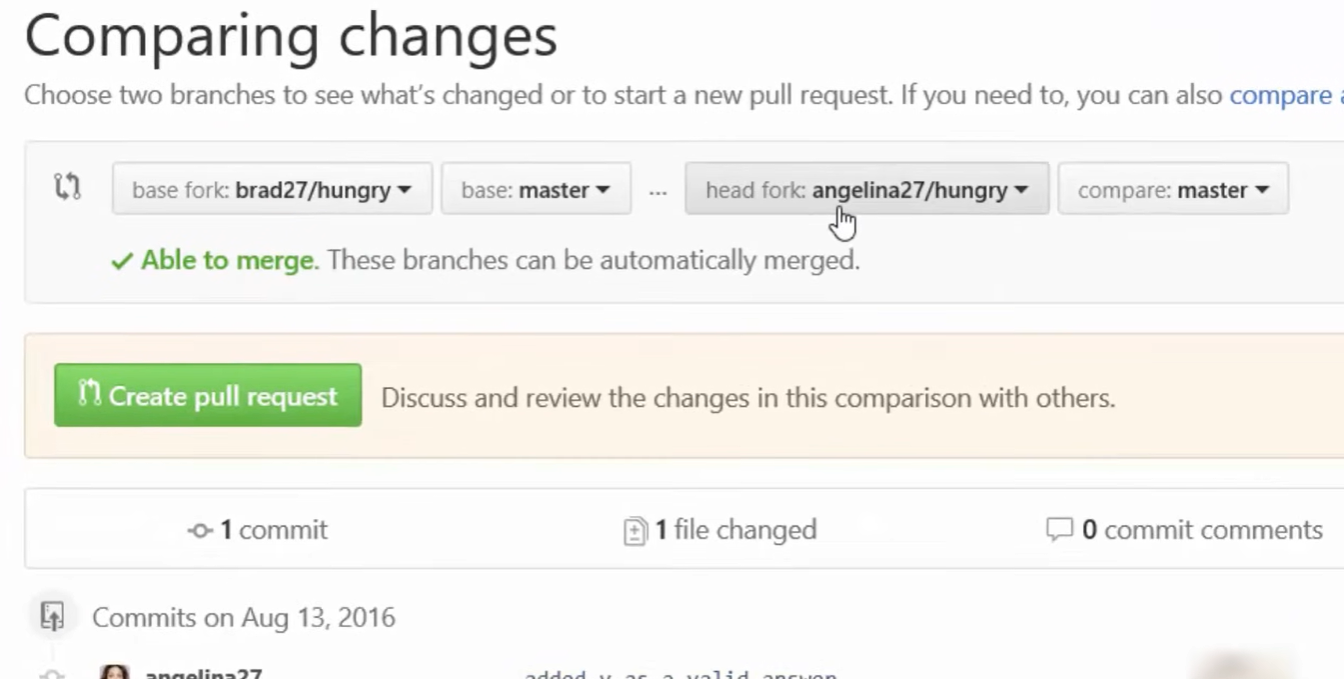 Comparing changes
Choose two branches to see what's changed or to start a new pull request. If you need to, you can also compare
base fork: brad27/hungry base: master ... head fork: angelina27/hungry compare: master
Able to merge. These branches can be automatically merged.
Create pull request Discuss and review the changes in this comparison with others.
1 commit 1 file changed 0 commit comments
Commits on Aug 13, 2016
angelina27 added y as a valid answer